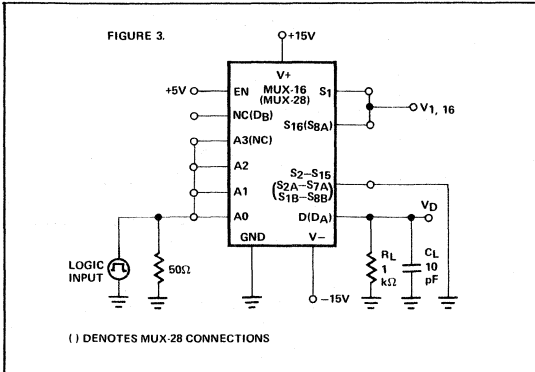 FIGURE 3.
+15V
V+
+5V
EN
MUX-16
(MUX-28)
S1
NC(DB)
V1, 16
S16(S8A)
A3(NC)
A2
S2–S15
(S2A–S7A
S1B–S8B)
A1
A0
D(DA)
VD
GND
V–
LOGIC
INPUT
50Ω
RL
1
kΩ
CL
10
pF
–15V
( ) DENOTES MUX-28 CONNECTIONS